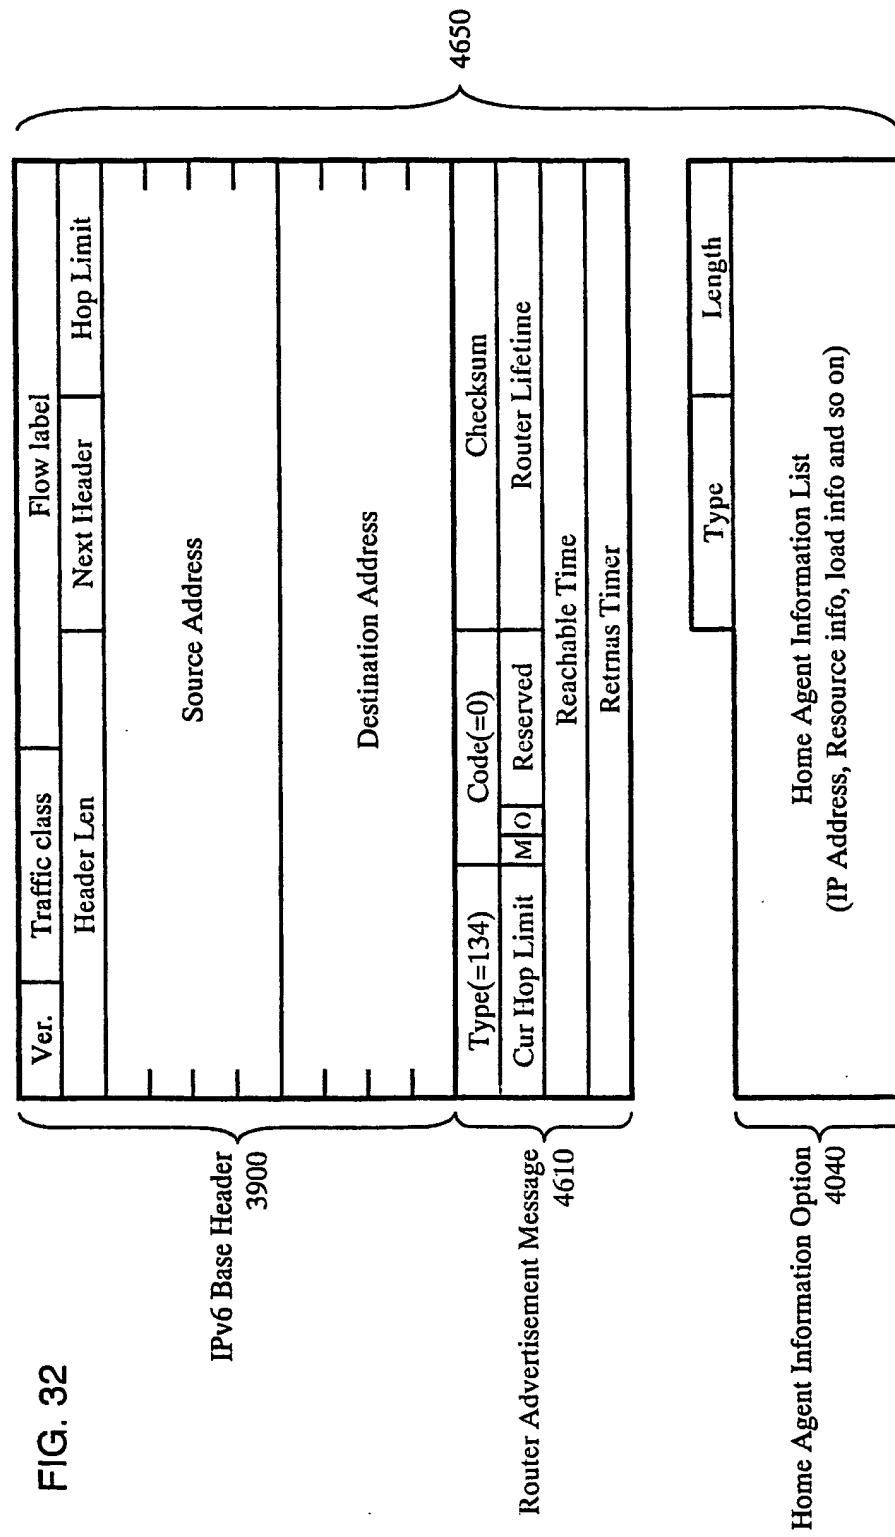 FIG. 32
4650
IPv6 Base Header
3900
Ver.
Traffic class
Flow label
Header Len
Next Header
Hop Limit
Source Address
Destination Address
Router Advertisement Message
4610
Type(=134)
Code(=0)
Checksum
Cur Hop Limit
M
O
Reserved
Router Lifetime
Reachable Time
Retrnas Timer
Home Agent Information Option
4040
Type
Length
Home Agent Information List
(IP Address, Resource info, load info and so on)